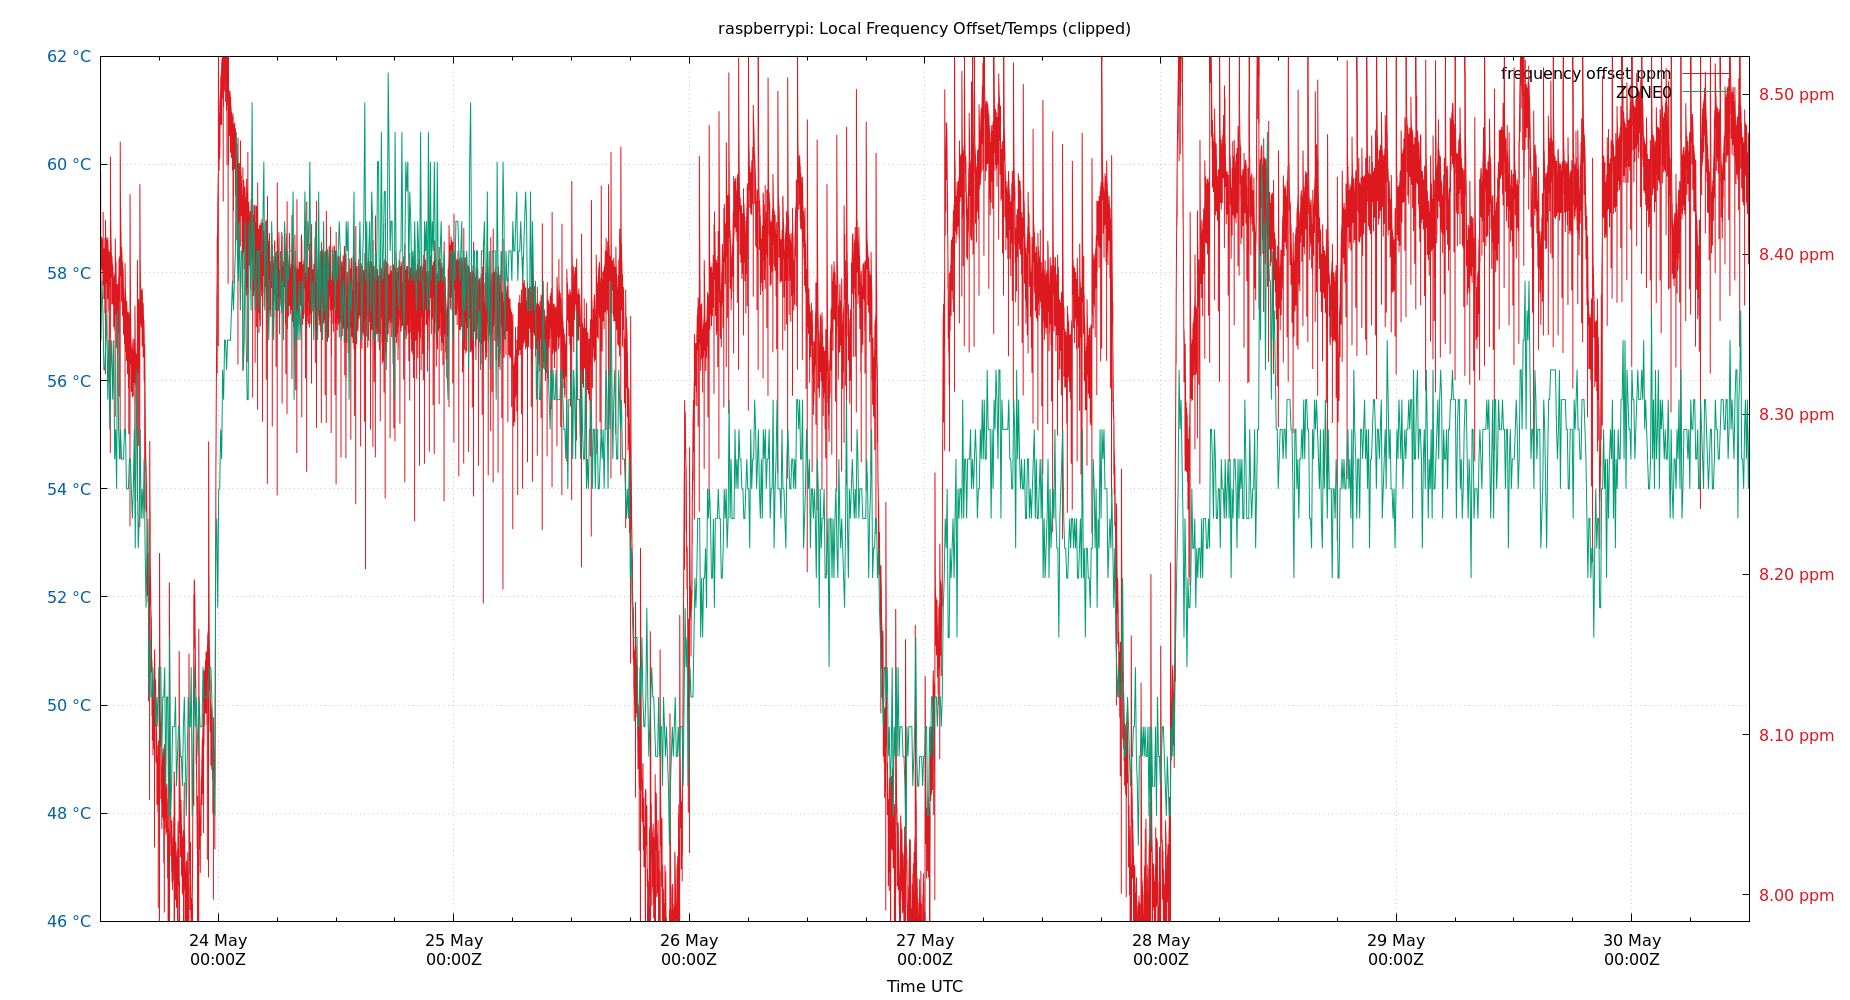 raspberrypi: Local Frequency Offset/Temps (clipped)
62 °C
60 °C
58 °C
56 °C
54 °C
52 °C
50 °C
48 °C
46 °C
frequency offset ppm
ZONE0
8.50 ppm
8.40 ppm
8.30 ppm
8.20 ppm
8.10 ppm
8.00 ppm
24 May
00:00Z
25 May
00:00Z
26 May
00:00Z
27 May
00:00Z
28 May
00:00Z
29 May
00:00Z
30 May
00:00Z
Time UTC